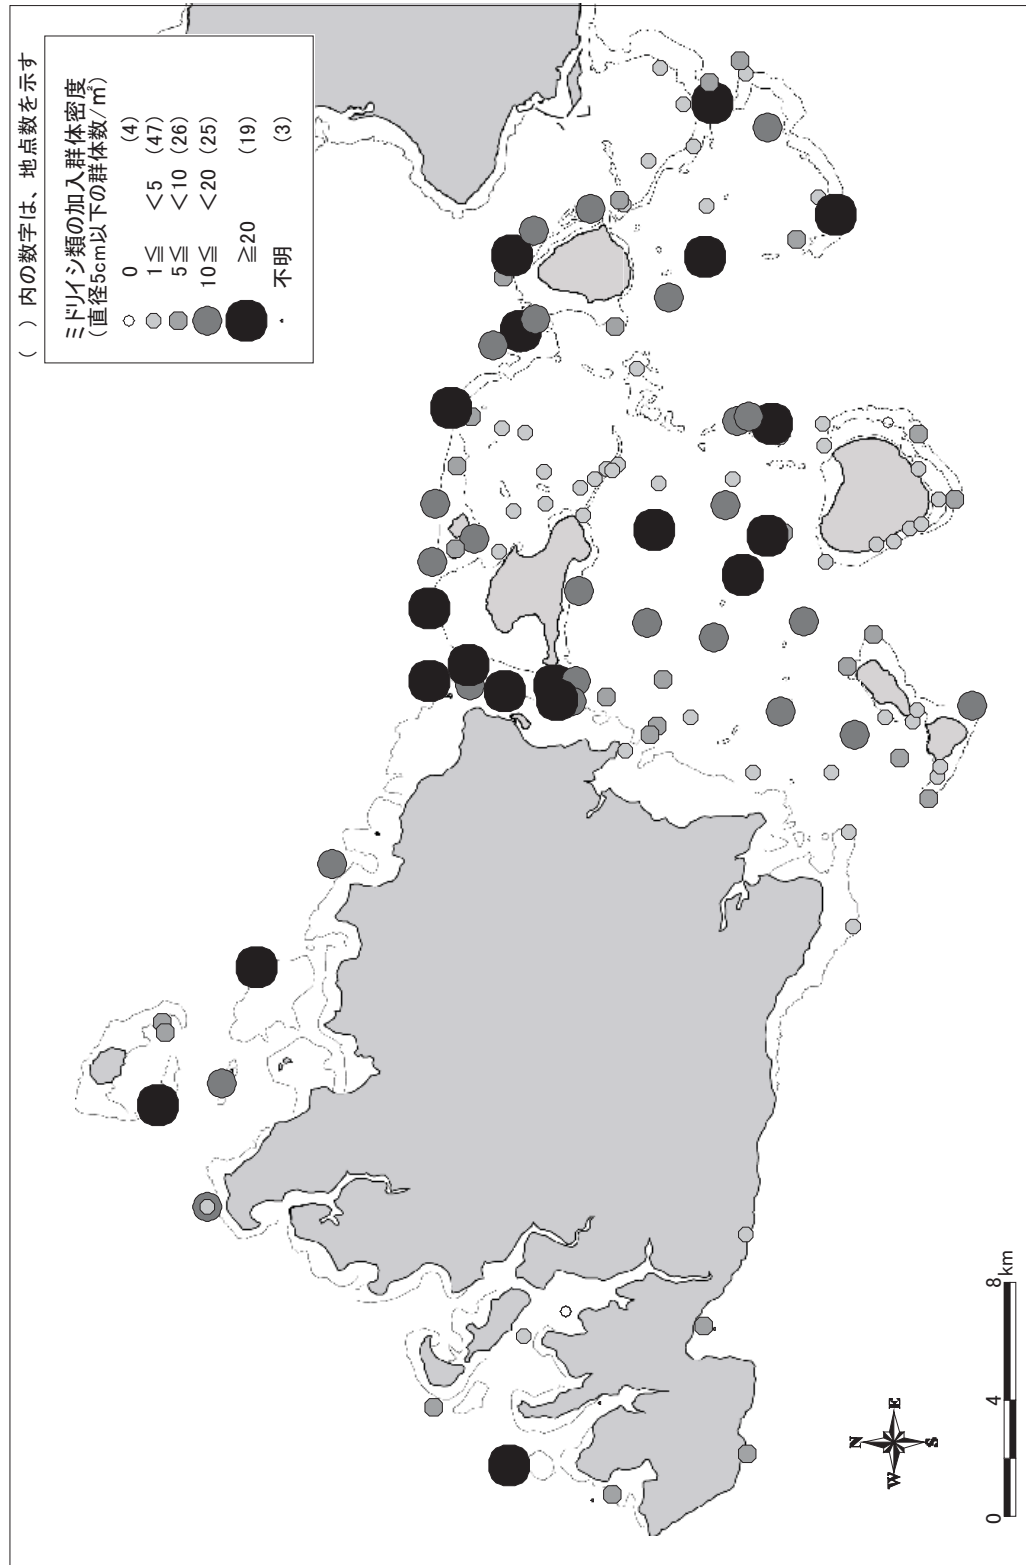 ( ) 内の数字は、地点数を示す
ミドリイシ類の加入群体密度
(直径5cm以下の群体数/㎡)
0 (4)
1≦ <5 (47)
5≦ <10 (26)
10≦ <20 (25)
≧20 (19)
不明 (3)
N
W E
S
0 4 8 km